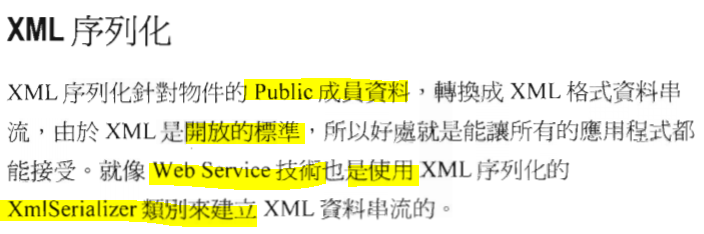 XML 序列化
XML 序列化針對物件的 Public 成員資料，轉換成 XML 格式資料串
流，由於 XML 是開放的標準，所以好處就是能讓所有的應用程式都
能接受。就像 Web Service 技術也是使用 XML 序列化的
XmlSerializer 類別來建立 XML 資料串流的。